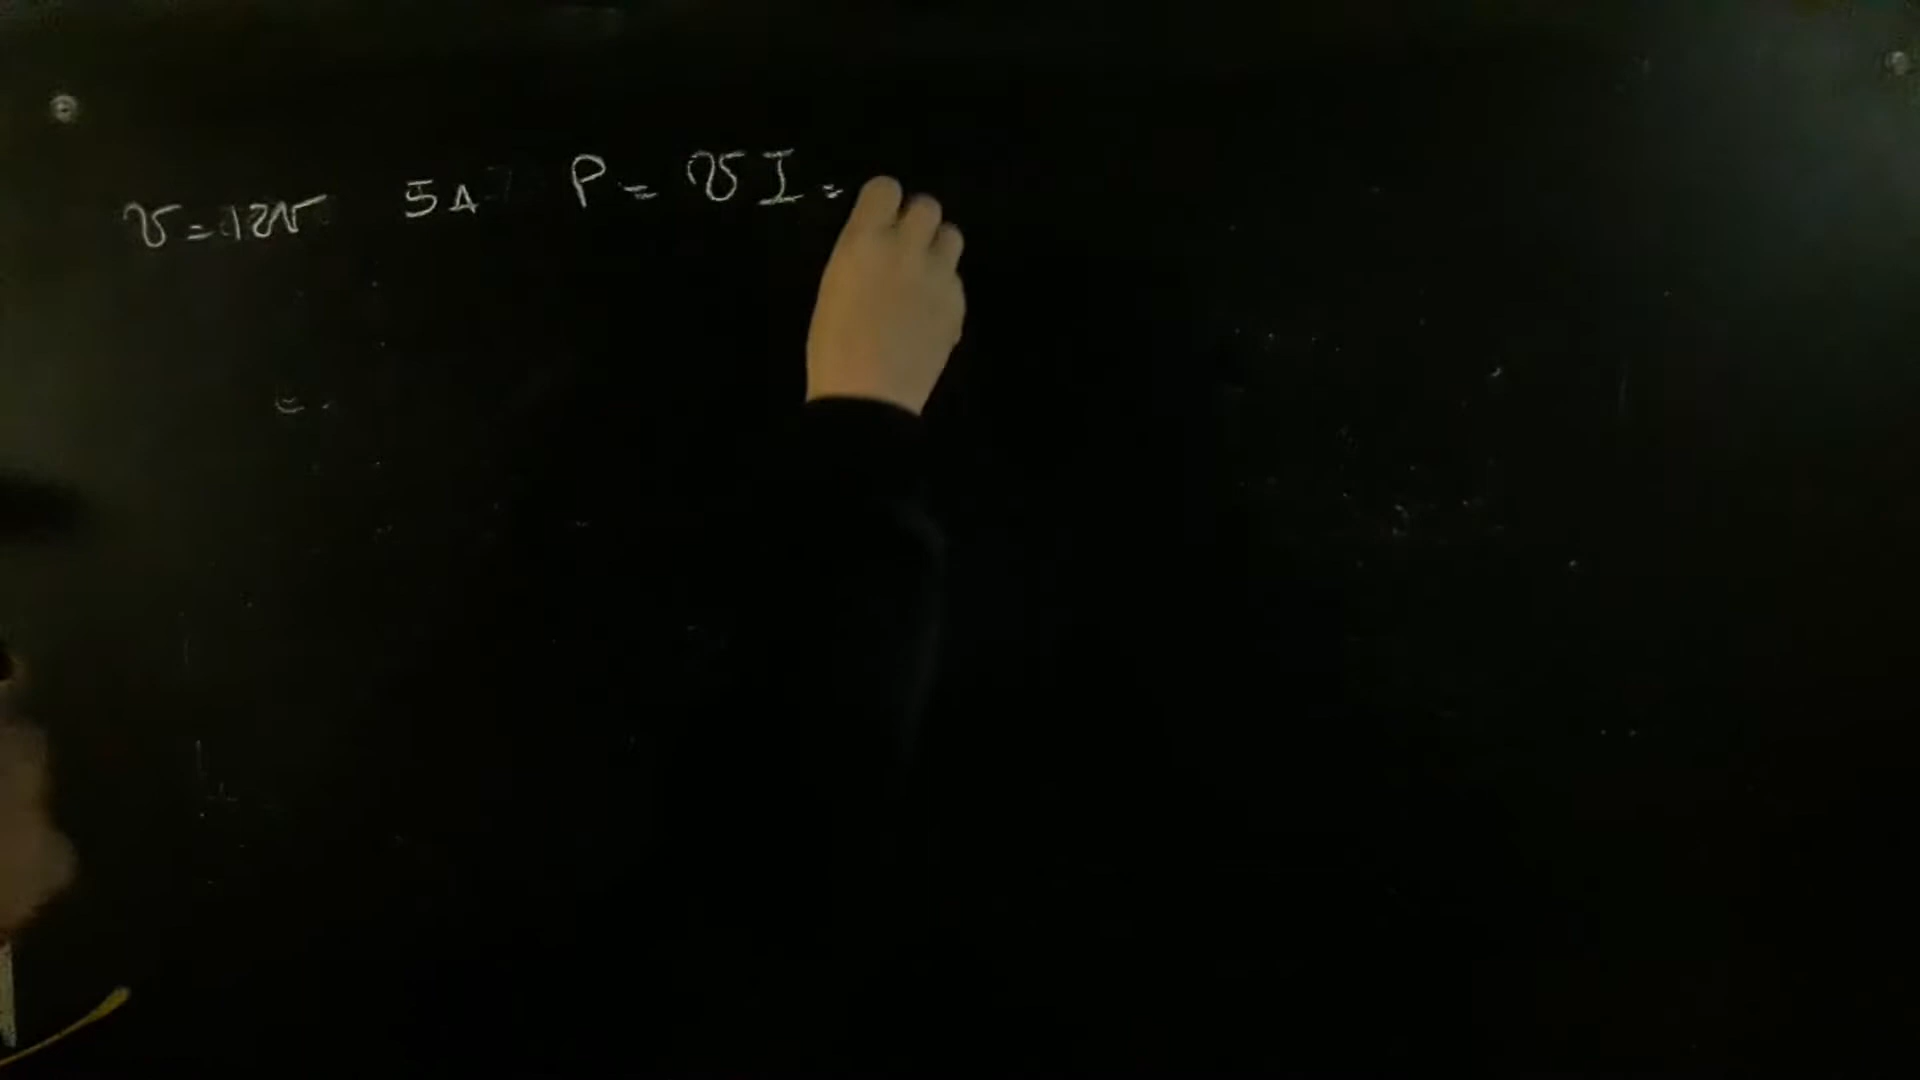 V=12V 5A P = VI =